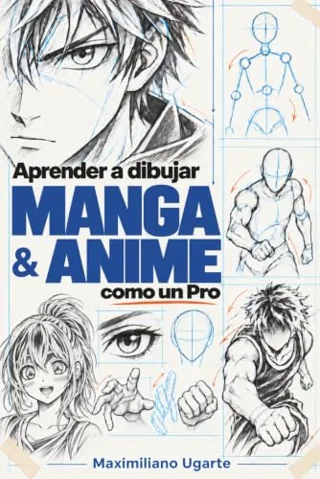 Aprender a dibujar
MANGA
& ANIME
como un Pro
Maximiliano Ugarte